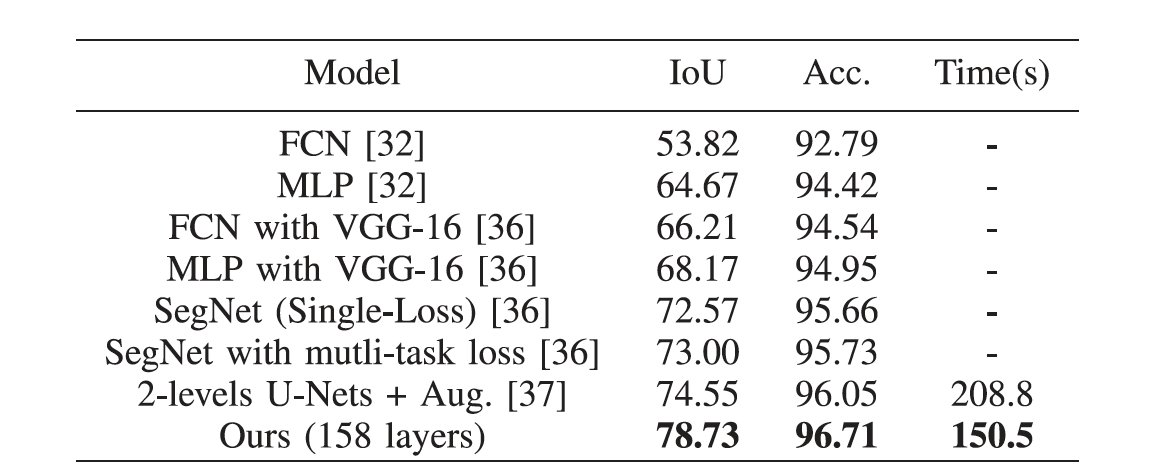 Model IoU Acc. Time(s)
FCN [32] 53.82 92.79 -
MLP [32] 64.67 94.42 -
FCN with VGG-16 [36] 66.21 94.54 -
MLP with VGG-16 [36] 68.17 94.95 -
SegNet (Single-Loss) [36] 72.57 95.66 -
SegNet with mutli-task loss [36] 73.00 95.73 -
2-levels U-Nets + Aug. [37] 74.55 96.05 208.8
Ours (158 layers) 78.73 96.71 150.5